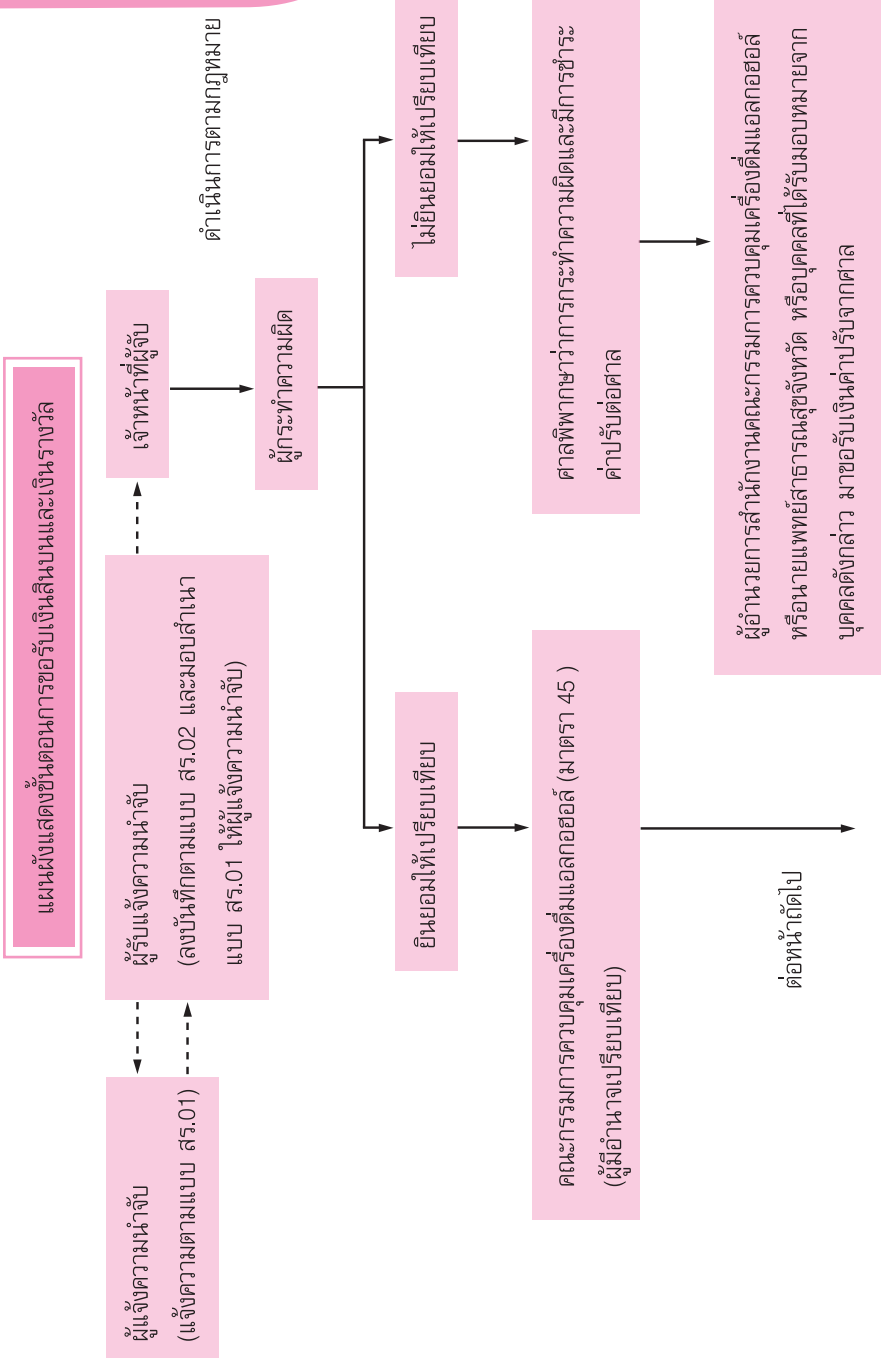 แผนผังแสดงขั้นตอนการขอรับเงินสินบนและเงินรางวัล
ผู้แจ้งความนำจับ
(แจ้งความตามแบบ สร.01)
ผู้รับแจ้งความนำจับ
(ลงบันทึกตามแบบ สร.02 และมอบสำเนา
แบบ สร.01 ให้ผู้แจ้งความนำจับ)
เจ้าหน้าที่ผู้จับ
ดำเนินการตามกฎหมาย
ผู้กระทำความผิด
ยินยอมให้เปรียบเทียบ
ไม่ยินยอมให้เปรียบเทียบ
คณะกรรมการควบคุมเครื่องดื่มแอลกอฮอล์ (มาตรา 45 )
(ผู้มีอำนาจเปรียบเทียบ)
ศาลพิพากษาว่าการกระทำความผิดและมีการชำระ
ค่าปรับต่อศาล
ต่อหน้าถัดไป
ผู้อำนวยการสำนักงานคณะกรรมการควบคุมเครื่องดื่มแอลกอฮอล์
หรือนายแพทย์สาธารณสุขจังหวัด หรือบุคคลที่ได้รับมอบหมายจาก
บุคคลดังกล่าว มาขอรับเงินค่าปรับจากศาล